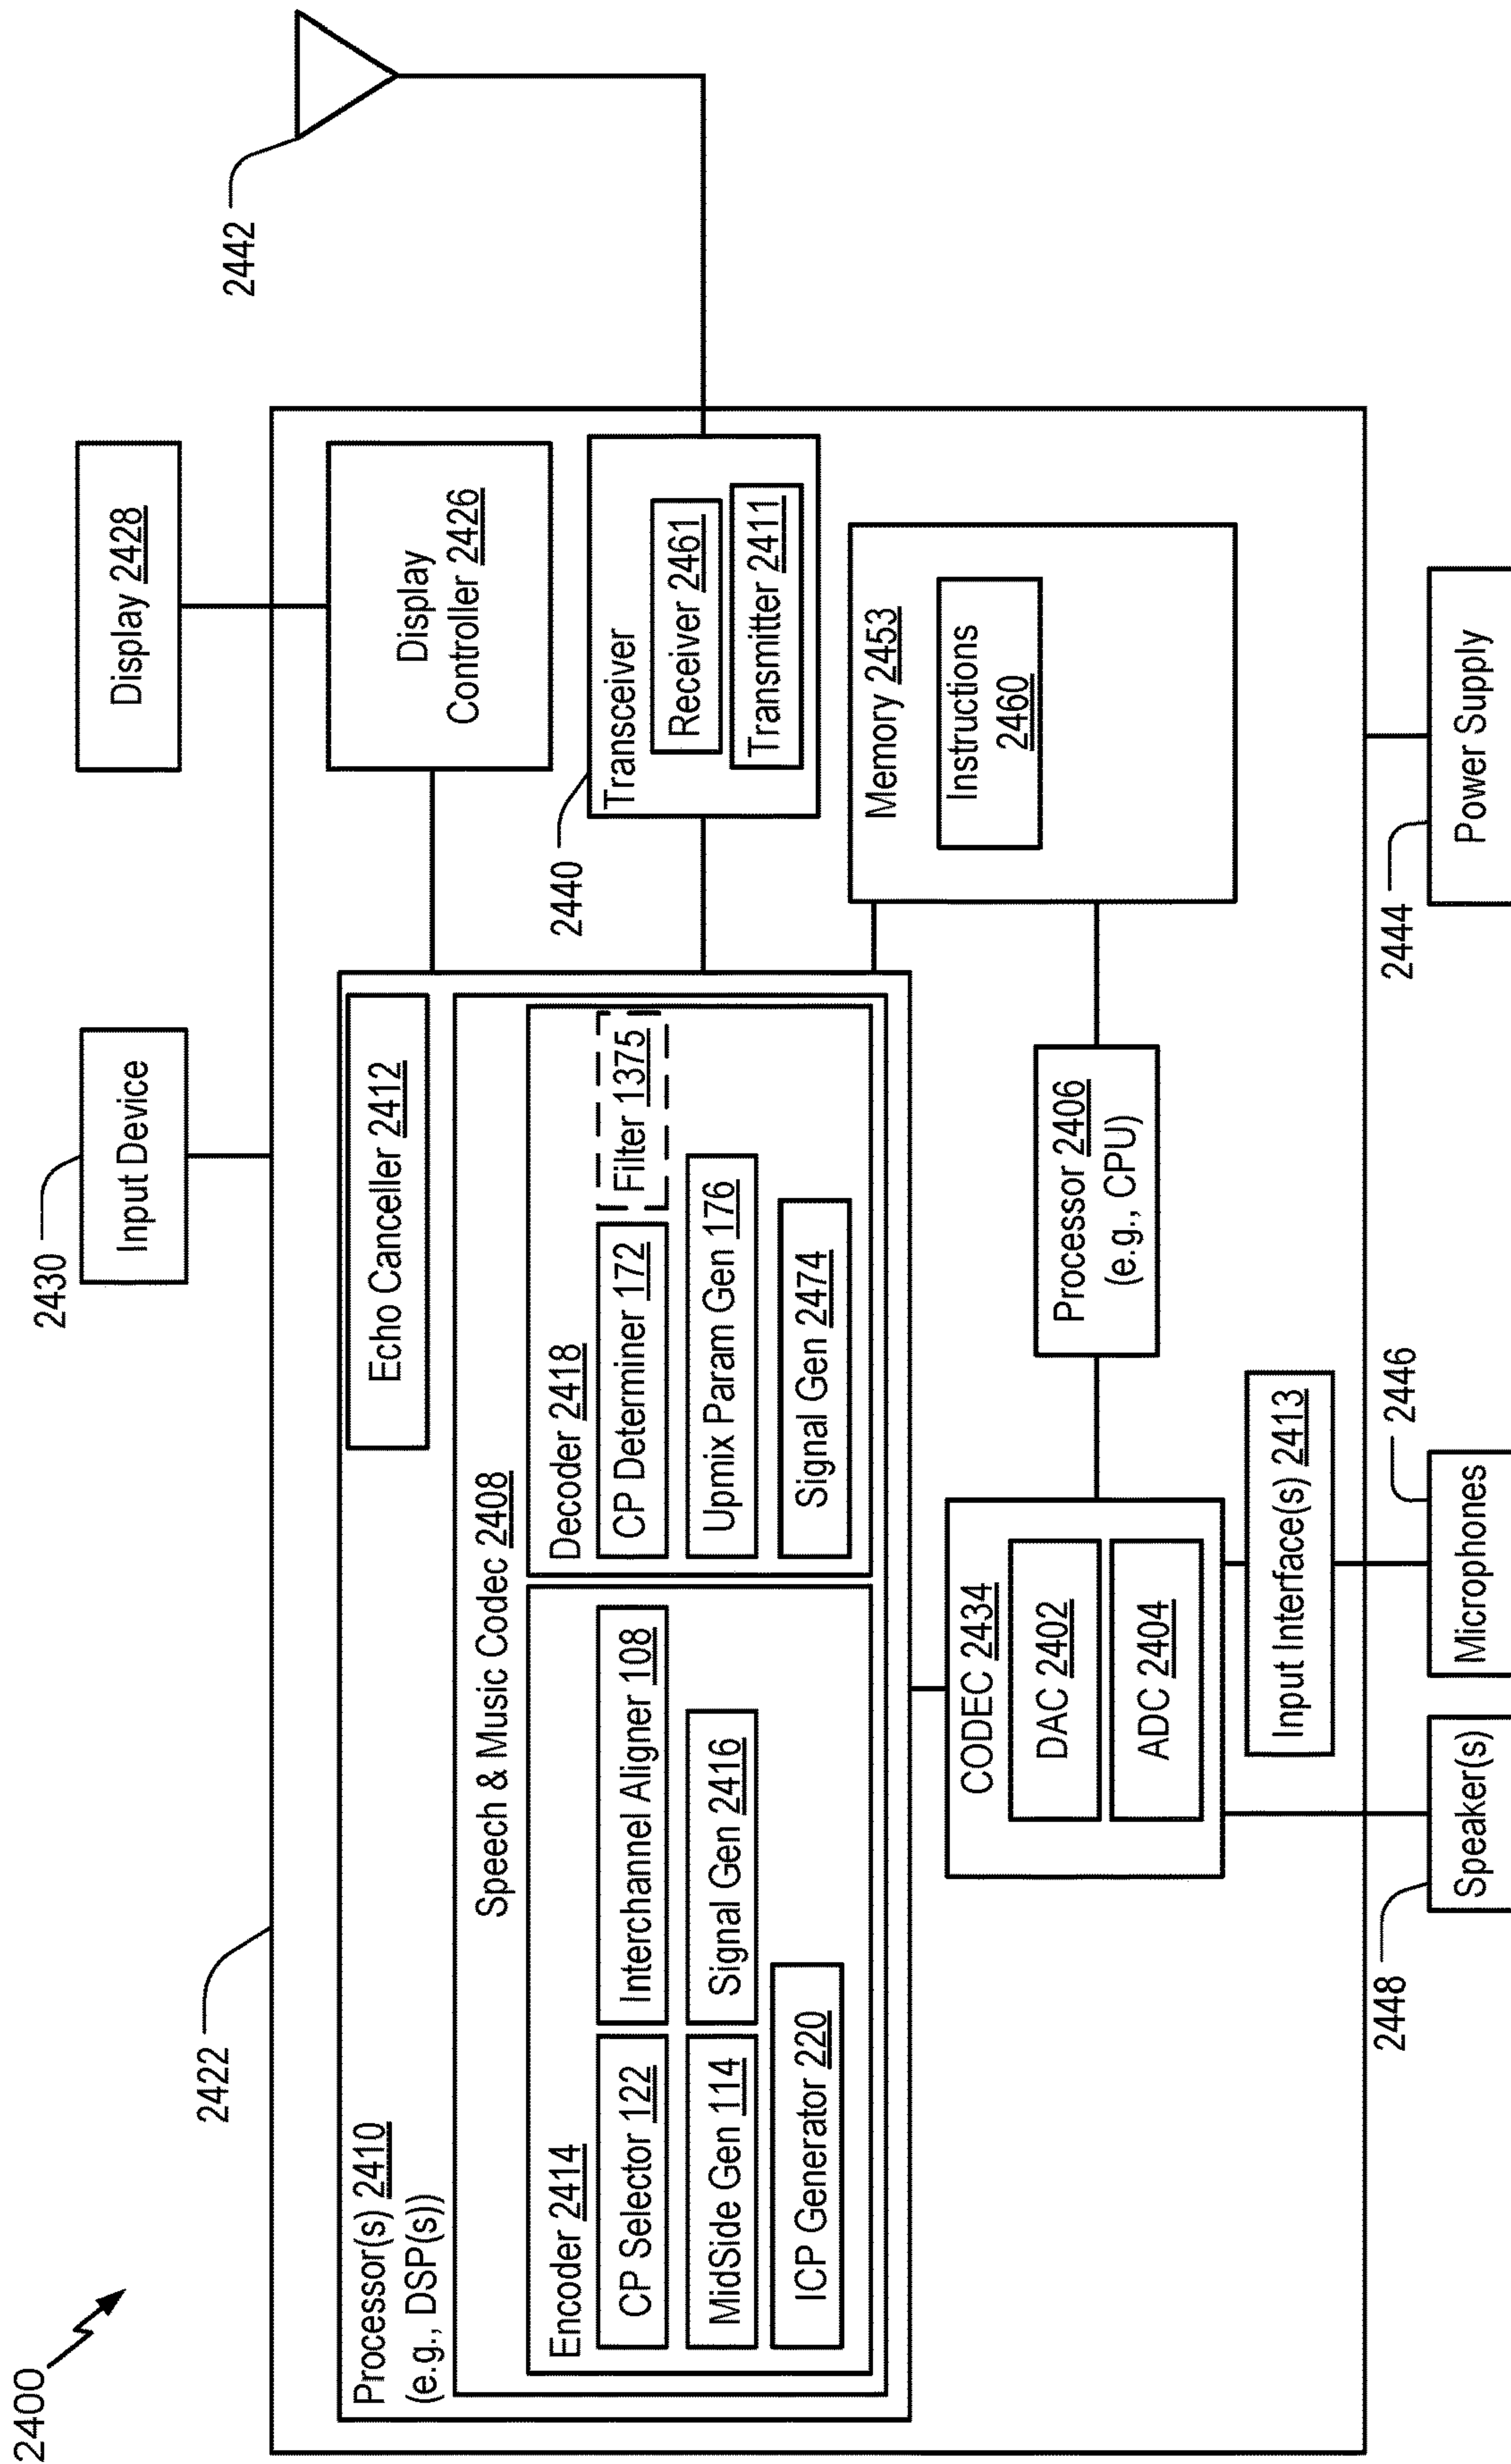 2400
2422
2430
Input Device
Display 2428
2442
Processor(s) 2410
(e.g., DSP(s))
Echo Canceller 2412
Speech & Music Codec 2408
Encoder 2414
CP Selector 122
Interchannel Aligner 108
MidSide Gen 114
Signal Gen 2416
ICP Generator 220
Decoder 2418
CP Determiner 172
Filter 1375
Upmix Param Gen 176
Signal Gen 2474
Display
Controller 2426
2440
Transceiver
Receiver 2461
Transmitter 2411
Memory 2453
Instructions
2460
Processor 2406
(e.g., CPU)
CODEC 2434
DAC 2402
ADC 2404
Input Interface(s) 2413
2448
Speaker(s)
2446
Microphones
2444
Power Supply